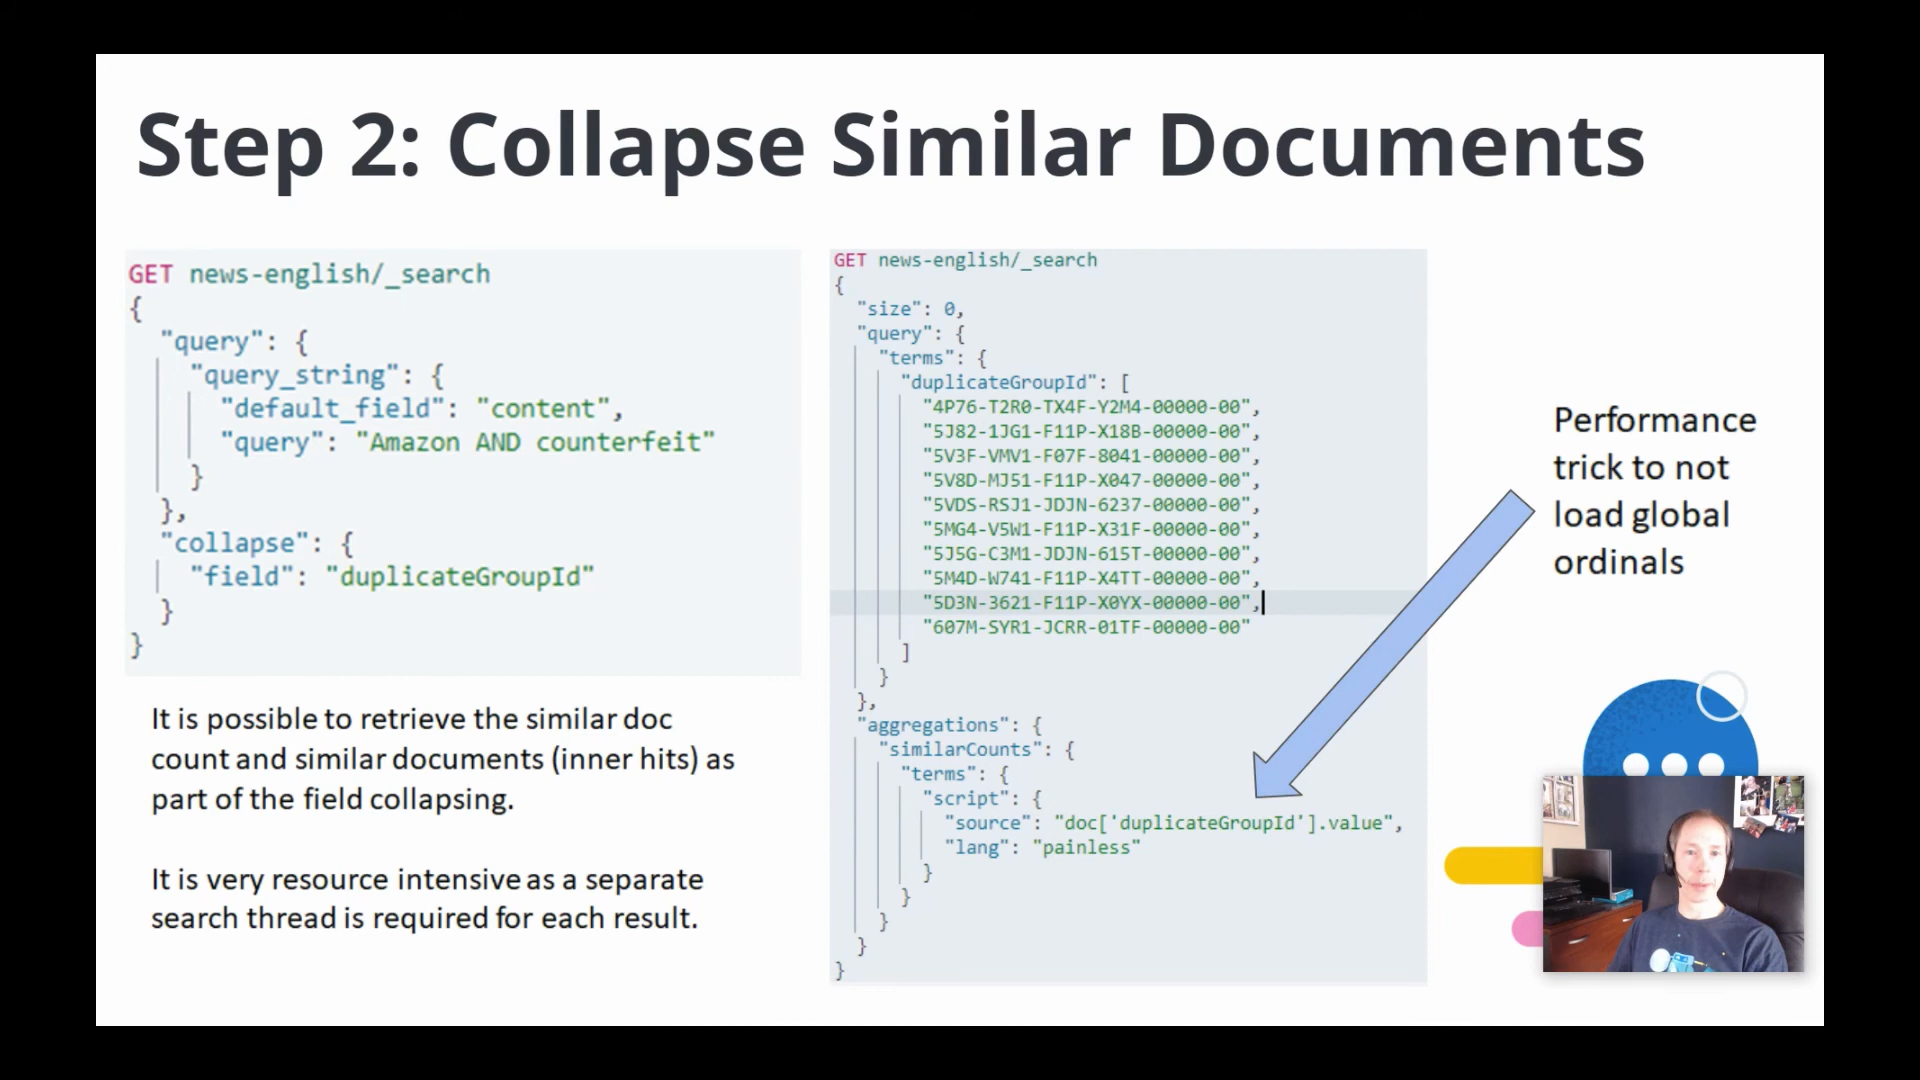 Step 2: Collapse Similar Documents
GET news-english/_search
{
"query": {
"query_string": {
"default_field": "content",
"query": "Amazon AND counterfeit"
}
},
"collapse": {
"field": "duplicateGroupId"
}
}
It is possible to retrieve the similar doc
count and similar documents (inner hits) as
part of the field collapsing.
It is very resource intensive as a separate
search thread is required for each result.
GET news-english/_search
{
"size": 0,
"query": {
"terms": {
"duplicateGroupId": [
"4P76-T2R0-TX4F-Y2M4-00000-00",
"5J82-1JG1-F11P-X18B-00000-00",
"5V3F-VMV1-F07F-8041-00000-00",
"5V8D-MJ51-F11P-X047-00000-00",
"5VDS-RSJ1-JDJN-6237-00000-00",
"5MG4-V5W1-F11P-X31F-00000-00",
"5J5G-C3M1-JDJN-615T-00000-00",
"5M4D-W741-F11P-X4TT-00000-00",
"5D3N-3621-F11P-X0YX-00000-00",
"607M-SYR1-JCRR-01TF-00000-00"
]
}
},
"aggregations": {
"similarCounts": {
"terms": {
"script": {
"source": "doc['duplicateGroupId'].value",
"lang": "painless"
}
}
}
}
}
Performance
trick to not
load global
ordinals